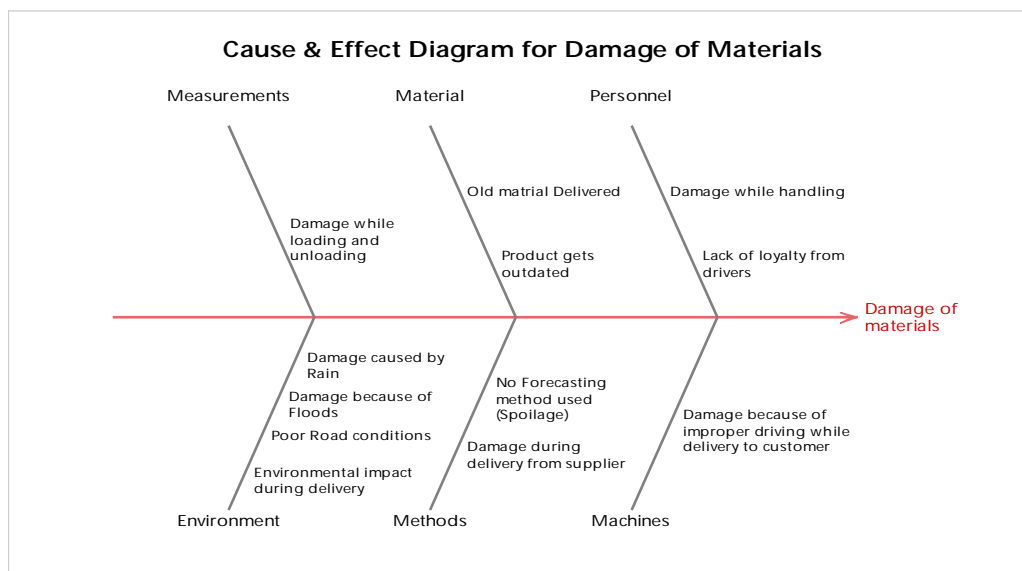 Cause & Effect Diagram for Damage of Materials
Measurements
Material
Personnel
Old matrial Delivered
Damage while handling
Damage while
loading and
unloading
Product gets
outdated
Lack of loyalty from
drivers
Damage of
materials
Damage caused by
Rain
Damage because of
Floods
Poor Road conditions
Environmental impact
during delivery
No Forecasting
method used
(Spoilage)
Damage during
delivery from supplier
Damage because of
improper driving while
delivery to customer
Environment
Methods
Machines